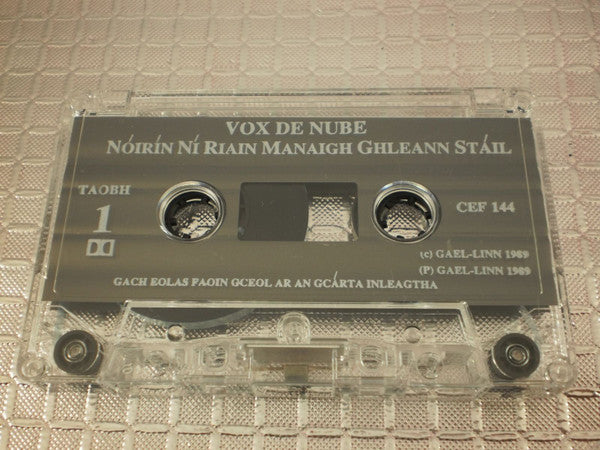 VOX DE NUBE
NÓIRÍN NÍ RIAIN MANAIGH GHLEANN STÁIL
TAOBH
1
CEF 144
(c) GAEL-LINN 1989
(P) GAEL-LINN 1989
GACH EOLAS FAOIN GCEOL AR AN GCÁRTA INLEAGTHA